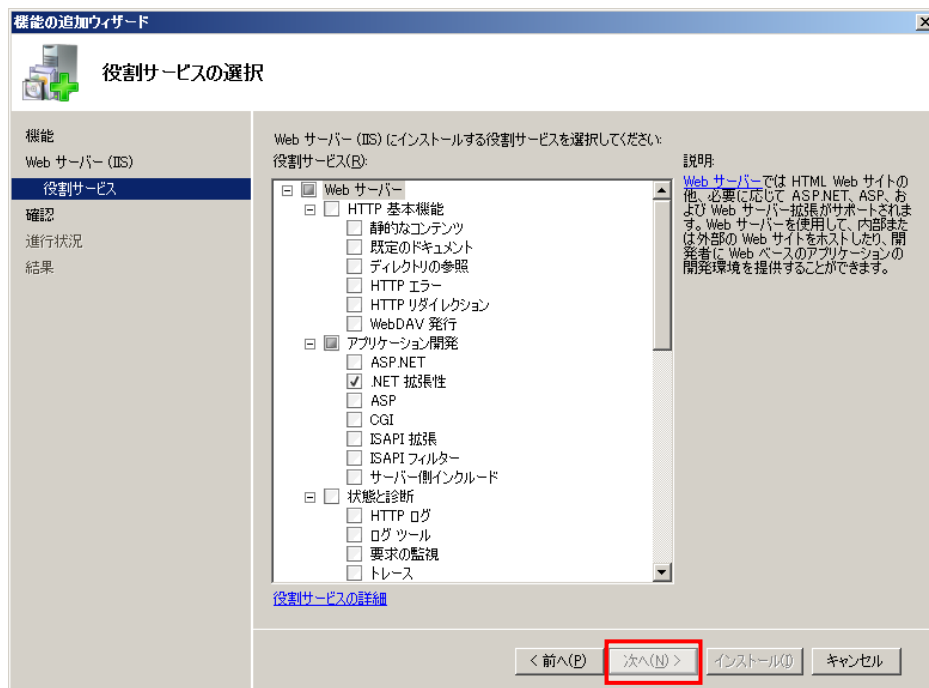 機能の追加ウィザード
役割サービスの選択
機能
Web サーバー (IIS)
役割サービス
確認
進行状況
結果
Web サーバー (IIS) にインストールする役割サービスを選択してください:
役割サービス(R):
Web サーバー
HTTP 基本機能
静的なコンテンツ
既定のドキュメント
ディレクトリの参照
HTTP エラー
HTTP リダイレクション
WebDAV 発行
アプリケーション開発
ASP.NET
.NET 拡張性
ASP
CGI
ISAPI 拡張
ISAPI フィルター
サーバー側インクルード
状態と診断
HTTP ログ
ログ ツール
要求の監視
トレース
役割サービスの詳細
説明:
Web サーバーでは HTML Web サイトの
他、必要に応じて ASP.NET、ASP、お
よび Web サーバー拡張がサポートされま
す。Web サーバーを使用して、内部また
は外部の Web サイトをホストしたり、開
発者に Web ベースのアプリケーションの
開発環境を提供することができます。
< 前へ(P)
次へ(N) >
インストール(I)
キャンセル